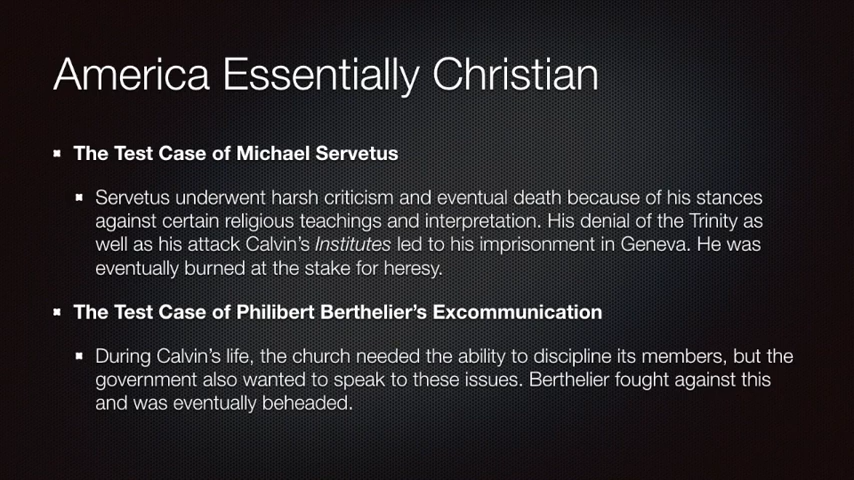 America Essentially Christian
The Test Case of Michael Servetus
Servetus underwent harsh criticism and eventual death because of his stances
against certain religious teachings and interpretation. His denial of the Trinity as
well as his attack Calvin's Institutes led to his imprisonment in Geneva. He was
eventually burned at the stake for heresy.
The Test Case of Philibert Berthelier's Excommunication
During Calvin's life, the church needed the ability to discipline its members, but the
government also wanted to speak to these issues. Berthelier fought against this
and was eventually beheaded.